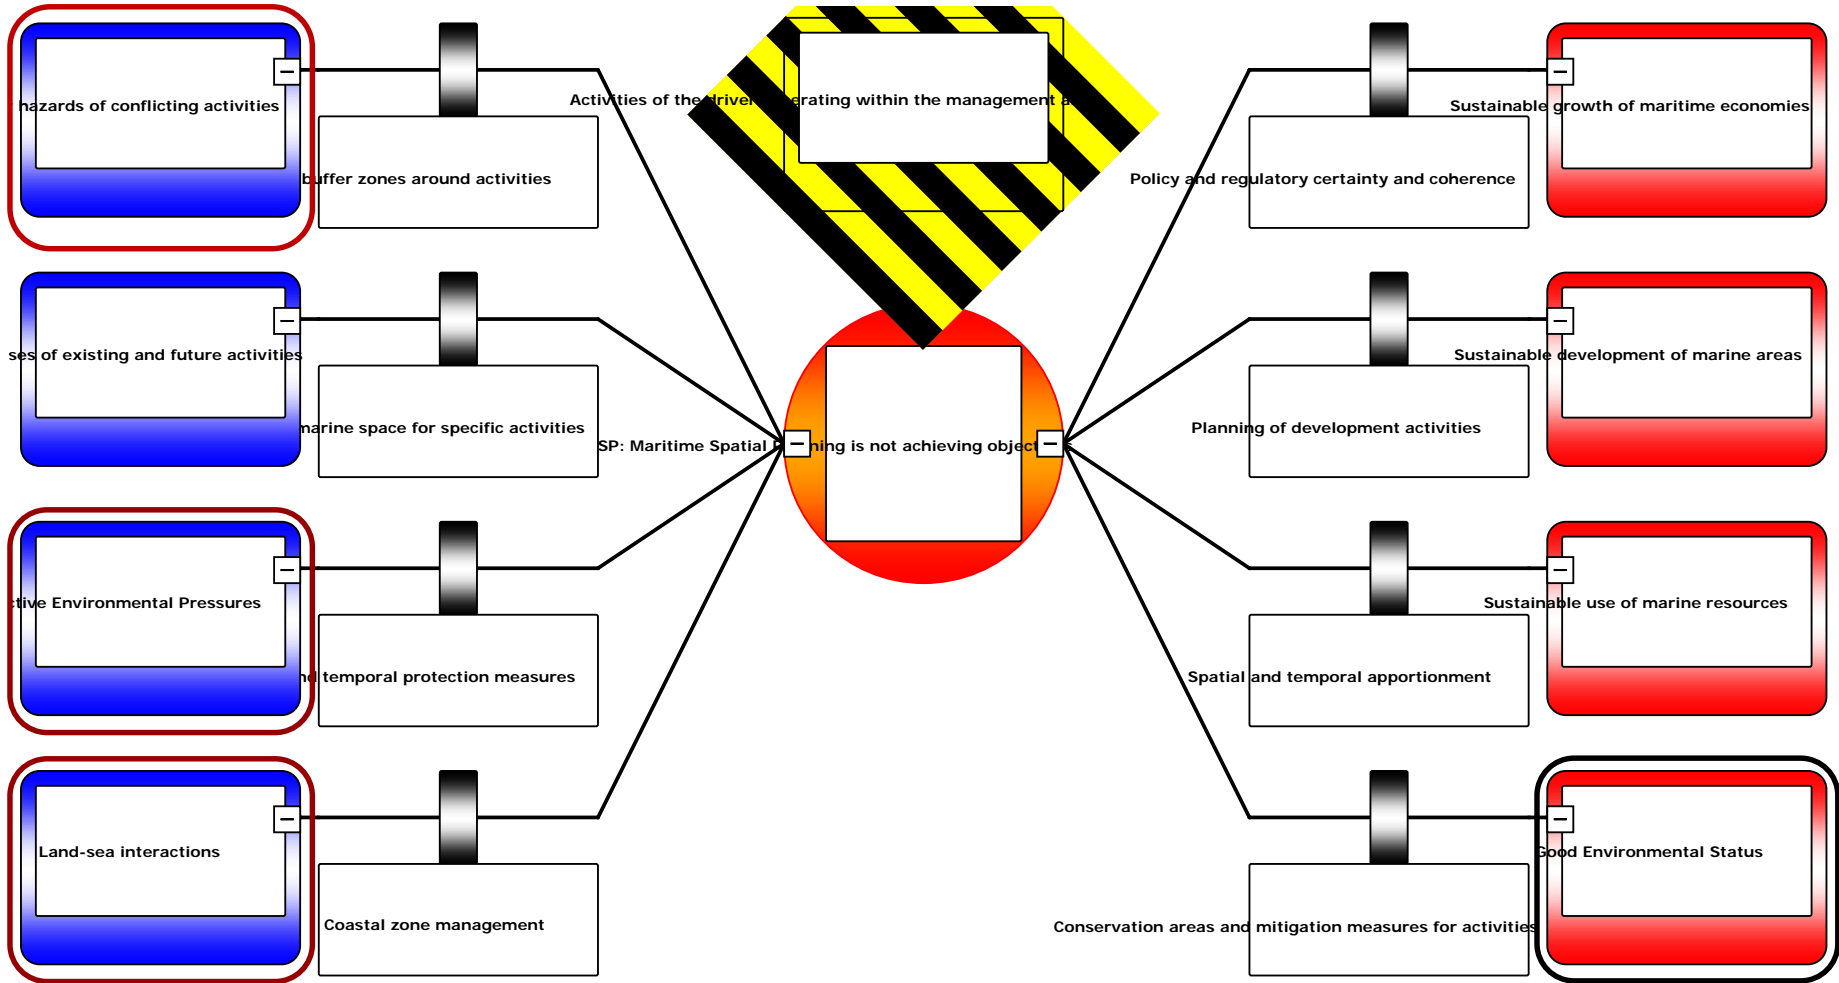 hazards of conflicting activities
buffer zones around activities
Activities of the driver erating within the management a
Policy and regulatory certainty and coherence
Sustainable growth of maritime economies
ses of existing and future activities
marine space for specific activities
SP: Maritime Spatial P ning is not achieving object s
Planning of development activities
Sustainable development of marine areas
ctive Environmental Pressures
nd temporal protection measures
Spatial and temporal apportionment
Sustainable use of marine resources
Land-sea interactions
Coastal zone management
Conservation areas and mitigation measures for activities
Good Environmental Status